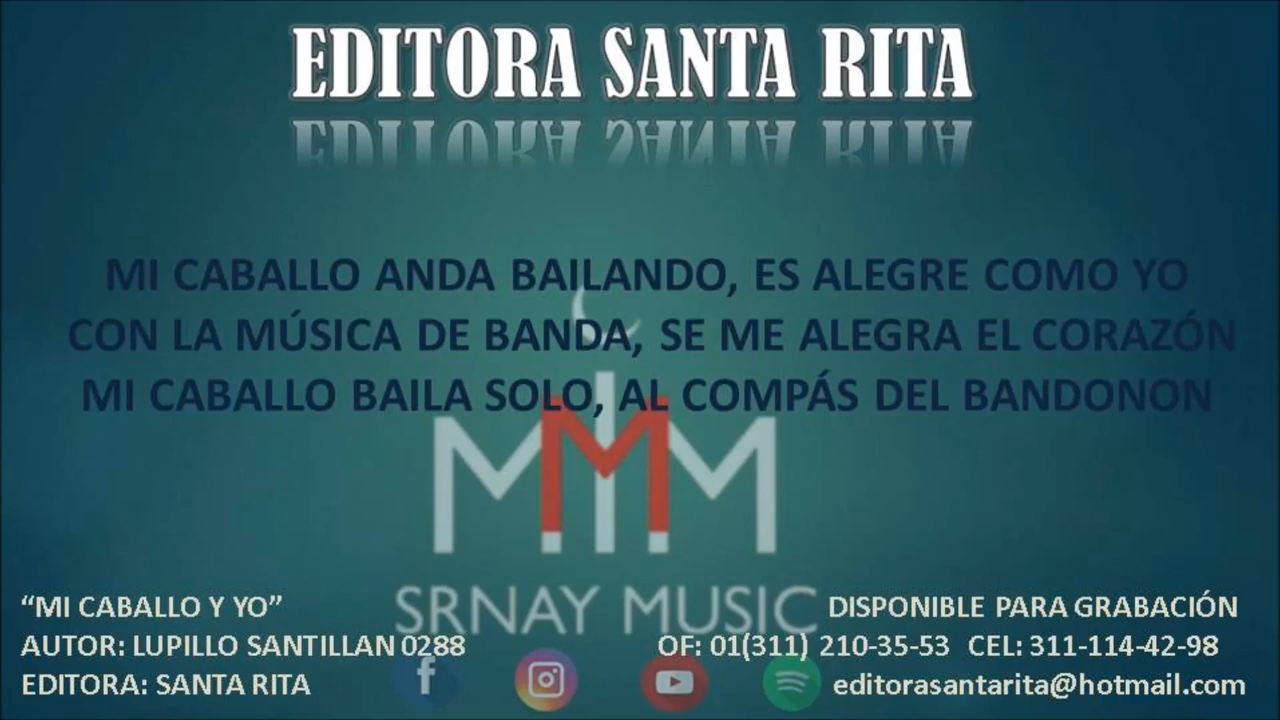 EDITORA SANTA RITA
MI CABALLO ANDA BAILANDO, ES ALEGRE COMO YO
CON LA MÚSICA DE BANDA, SE ME ALEGRA EL CORAZÓN
MI CABALLO BAILA SOLO, AL COMPÁS DEL BANDONON
SRNAY MUSIC
“MI CABALLO Y YO”
AUTOR: LUPILLO SANTILLAN 0288
EDITORA: SANTA RITA
DISPONIBLE PARA GRABACIÓN
OF: 01(311) 210-35-53 CEL: 311-114-42-98
editorasantarita@hotmail.com